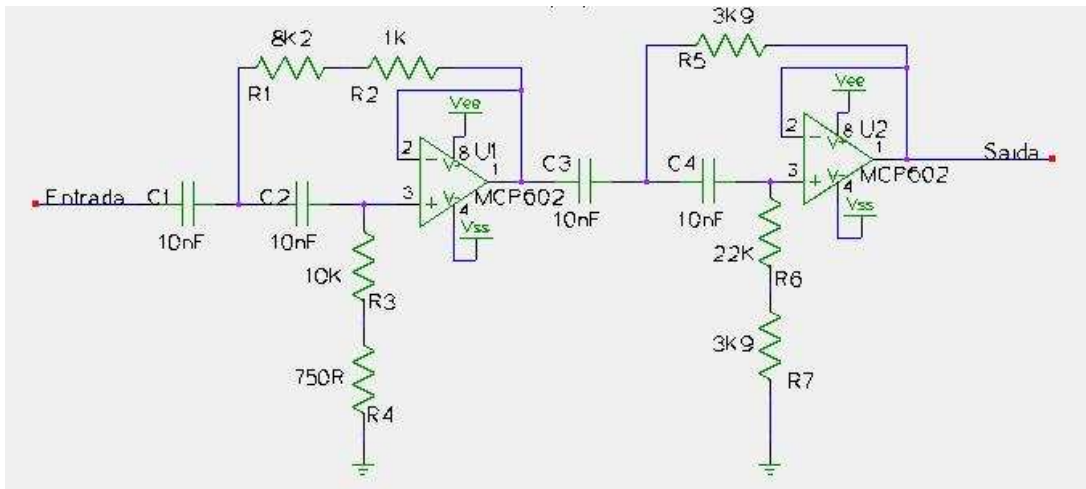 8K2
1K
3K9
R1
R2
R5
Vee
Vee
2
8
V+
U1
2
8
V+
U2
1
1
C3
C4
Saida
MCP602
3
V-
4
MCP602
3
V-
4
Entrada
C1
C2
Vss
10nF
10nF
Vss
10nF
10nF
22K
10K
R6
R3
3K9
750R
R7
R4